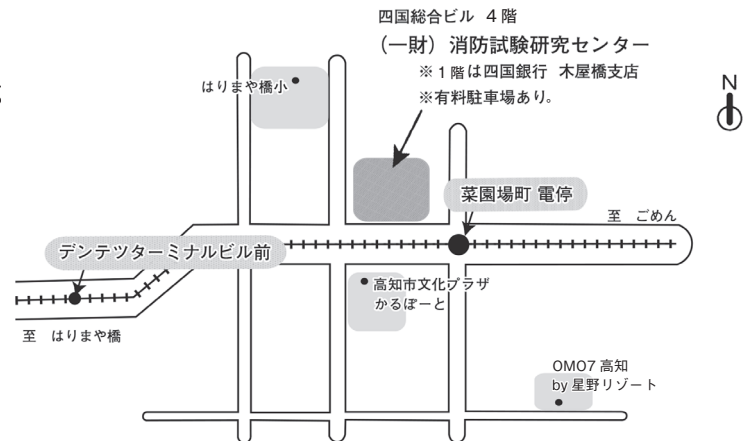 四国総合ビル 4階
（一財）消防試験研究センター
※1階は四国銀行 木屋橋支店
※有料駐車場あり。
はりまや橋小
N
菜園場町 電停
至 ごめん
デンテツターミナルビル前
高知市文化プラザ
かるぽーと
至 はりまや橋
OMO7 高知
by 星野リゾート